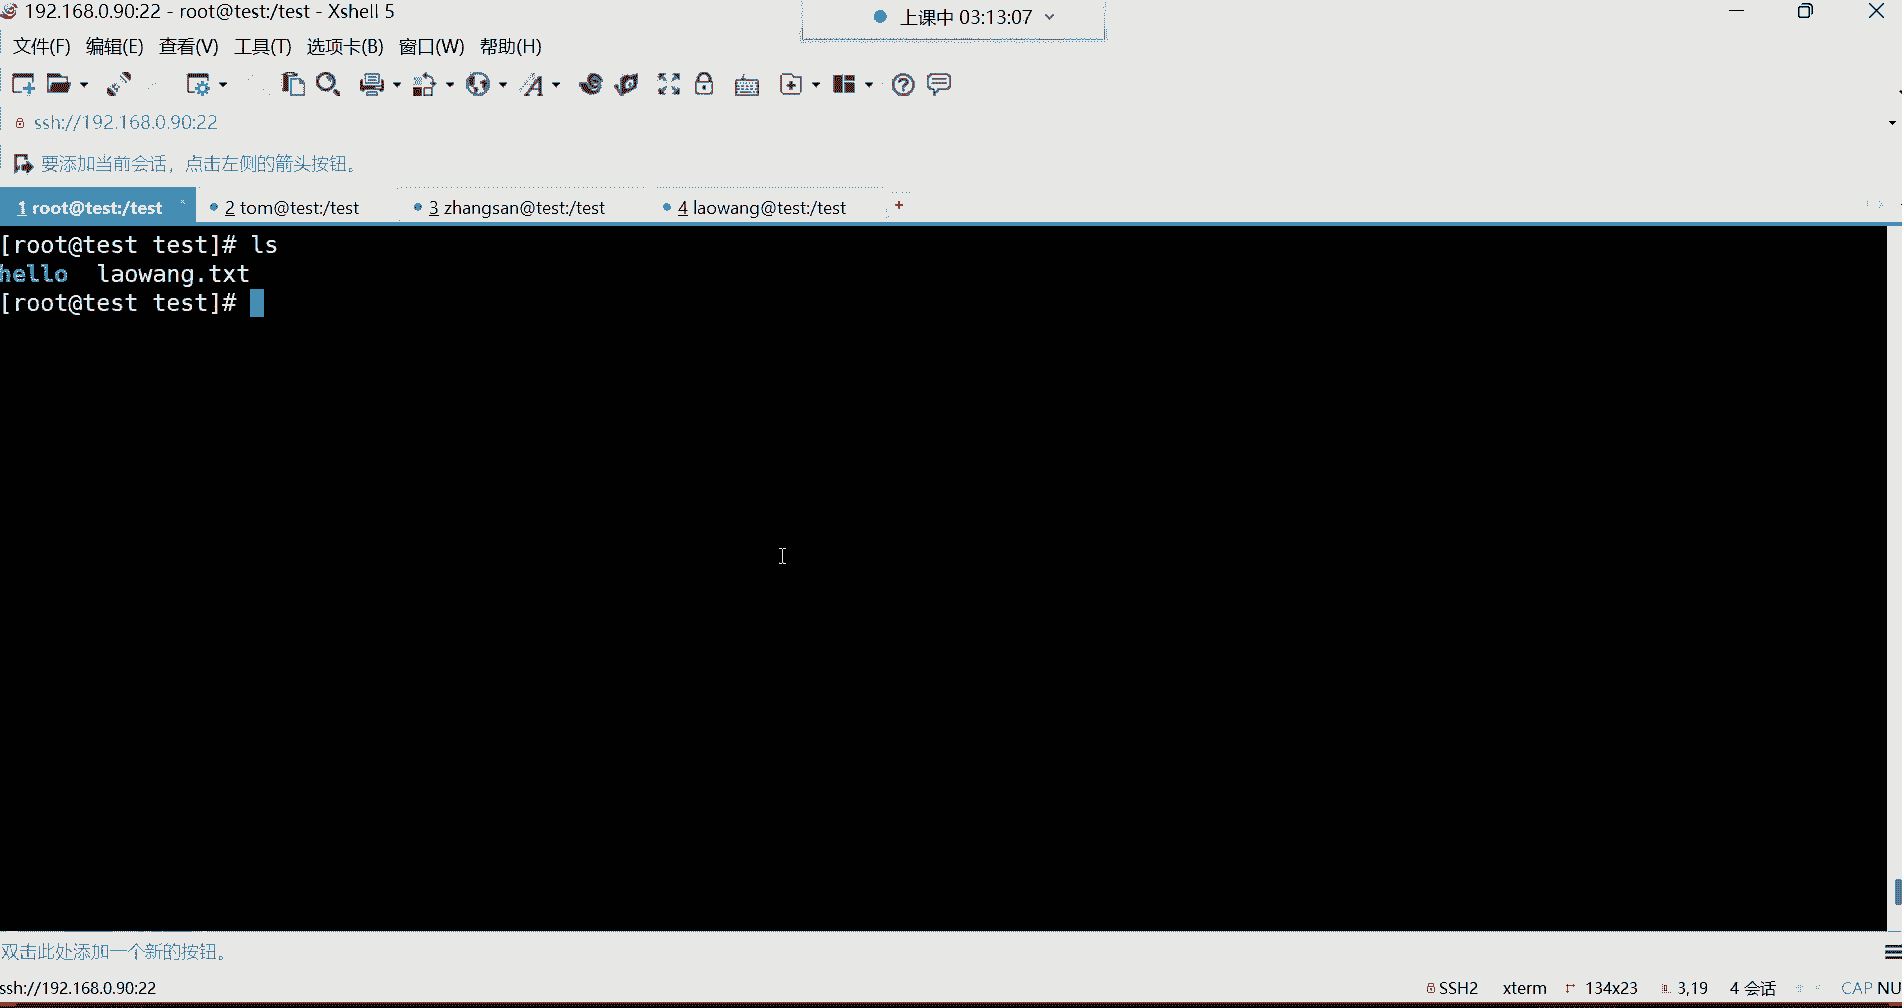 192.168.0.90:22 - root@test:/test - Xshell 5
上课中 03:13:07
文件(F) 编辑(E) 查看(V) 工具(T) 选项卡(B) 窗口(W) 帮助(H)
ssh://192.168.0.90:22
要添加当前会话，点击左侧的箭头按钮。
1 root@test:/test
2 tom@test:/test
3 zhangsan@test:/test
4 laowang@test:/test
[root@test test]# ls
hello laowang.txt
[root@test test]#
双击此处添加一个新的按钮。
ssh://192.168.0.90:22
SSH2 xterm 134x23 3,19 4 会话 CAP NU